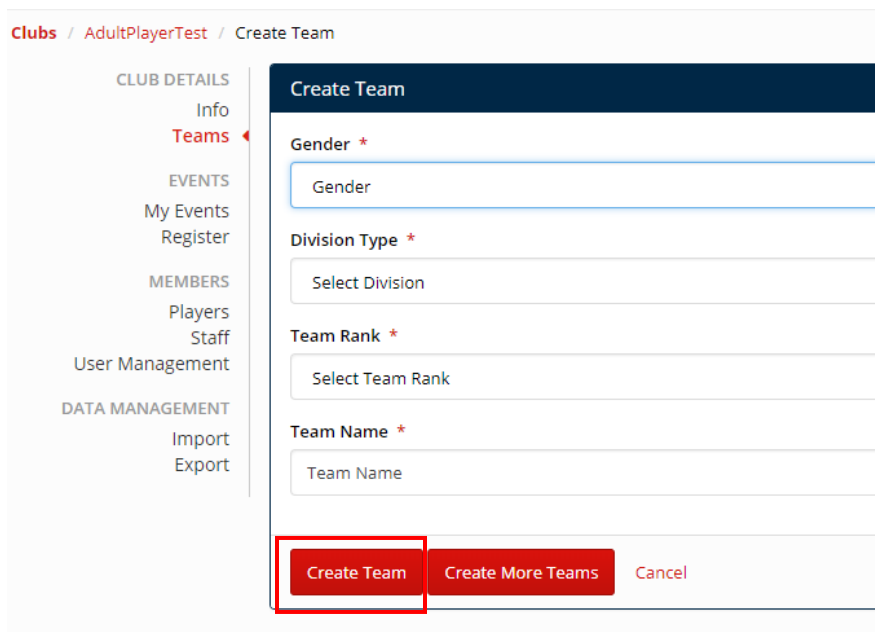 Clubs / AdultPlayerTest / Create Team
CLUB DETAILS
Info
Teams
EVENTS
My Events
Register
MEMBERS
Players
Staff
User Management
DATA MANAGEMENT
Import
Export
Create Team
Gender *
Gender
Division Type *
Select Division
Team Rank *
Select Team Rank
Team Name *
Team Name
Create Team Create More Teams Cancel